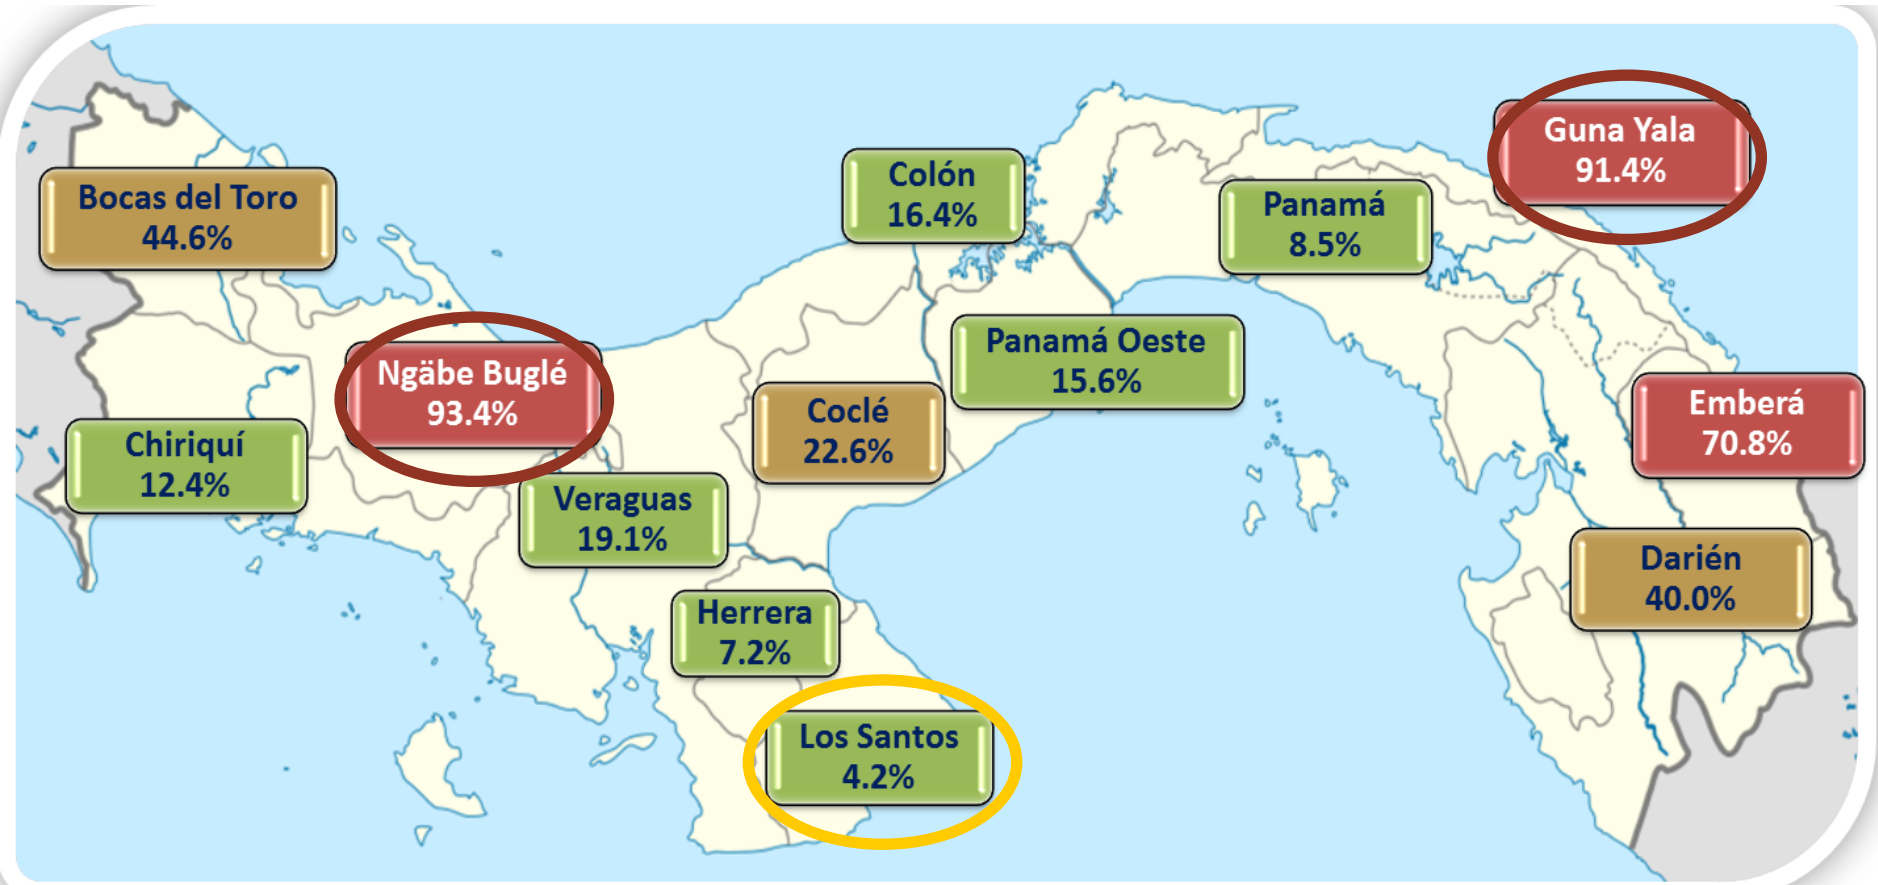 Guna Yala
91.4%
Colón
16.4%
Panamá
8.5%
Bocas del Toro
44.6%
Panamá Oeste
15.6%
Ngäbe Buglé
93.4%
Coclé
22.6%
Emberá
70.8%
Chiriquí
12.4%
Veraguas
19.1%
Darién
40.0%
Herrera
7.2%
Los Santos
4.2%